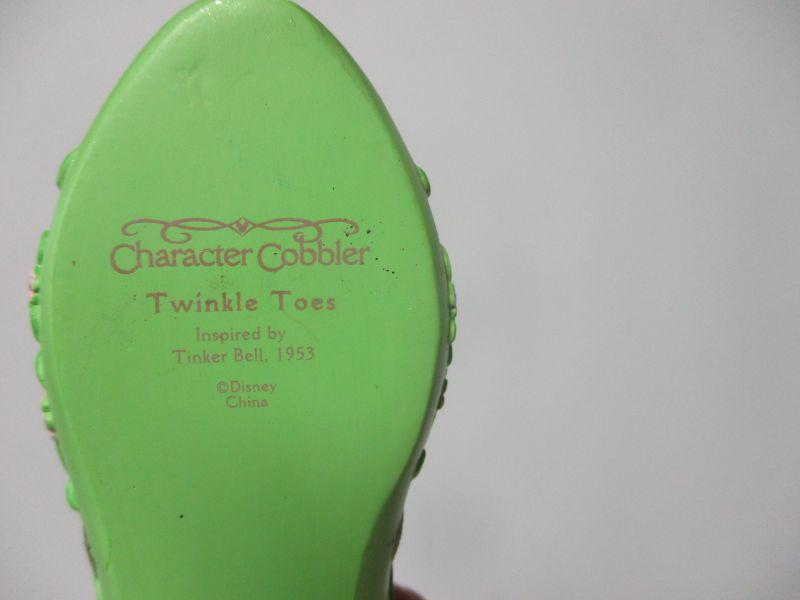 Character Cobbler
Twinkle Toes
Inspired by
Tinker Bell, 1953
©Disney
China